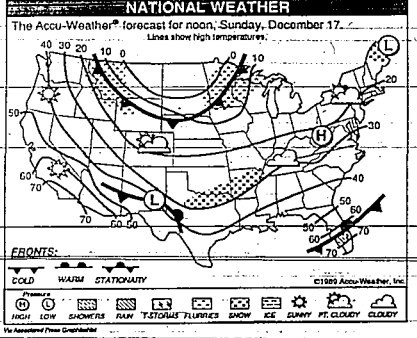 NATIONAL WEATHER
The Accu-Weather® forecast for noon, Sunday, December 17.
Lines show high temperatures.
40 30 20 10 0 0 10
L
20
50
H
30
60
70
L
40
70 60 50
50
60
70
50
60
70
FRONTS:
COLD WARM STATIONARY
©1989 Accu-Weather, Inc.
Pressure
H L
HIGH LOW SHOWERS RAIN T-STORMS FLURRIES SNOW ICE SUNNY PT. CLOUDY CLOUDY
Via Associated Press GraphicsNet